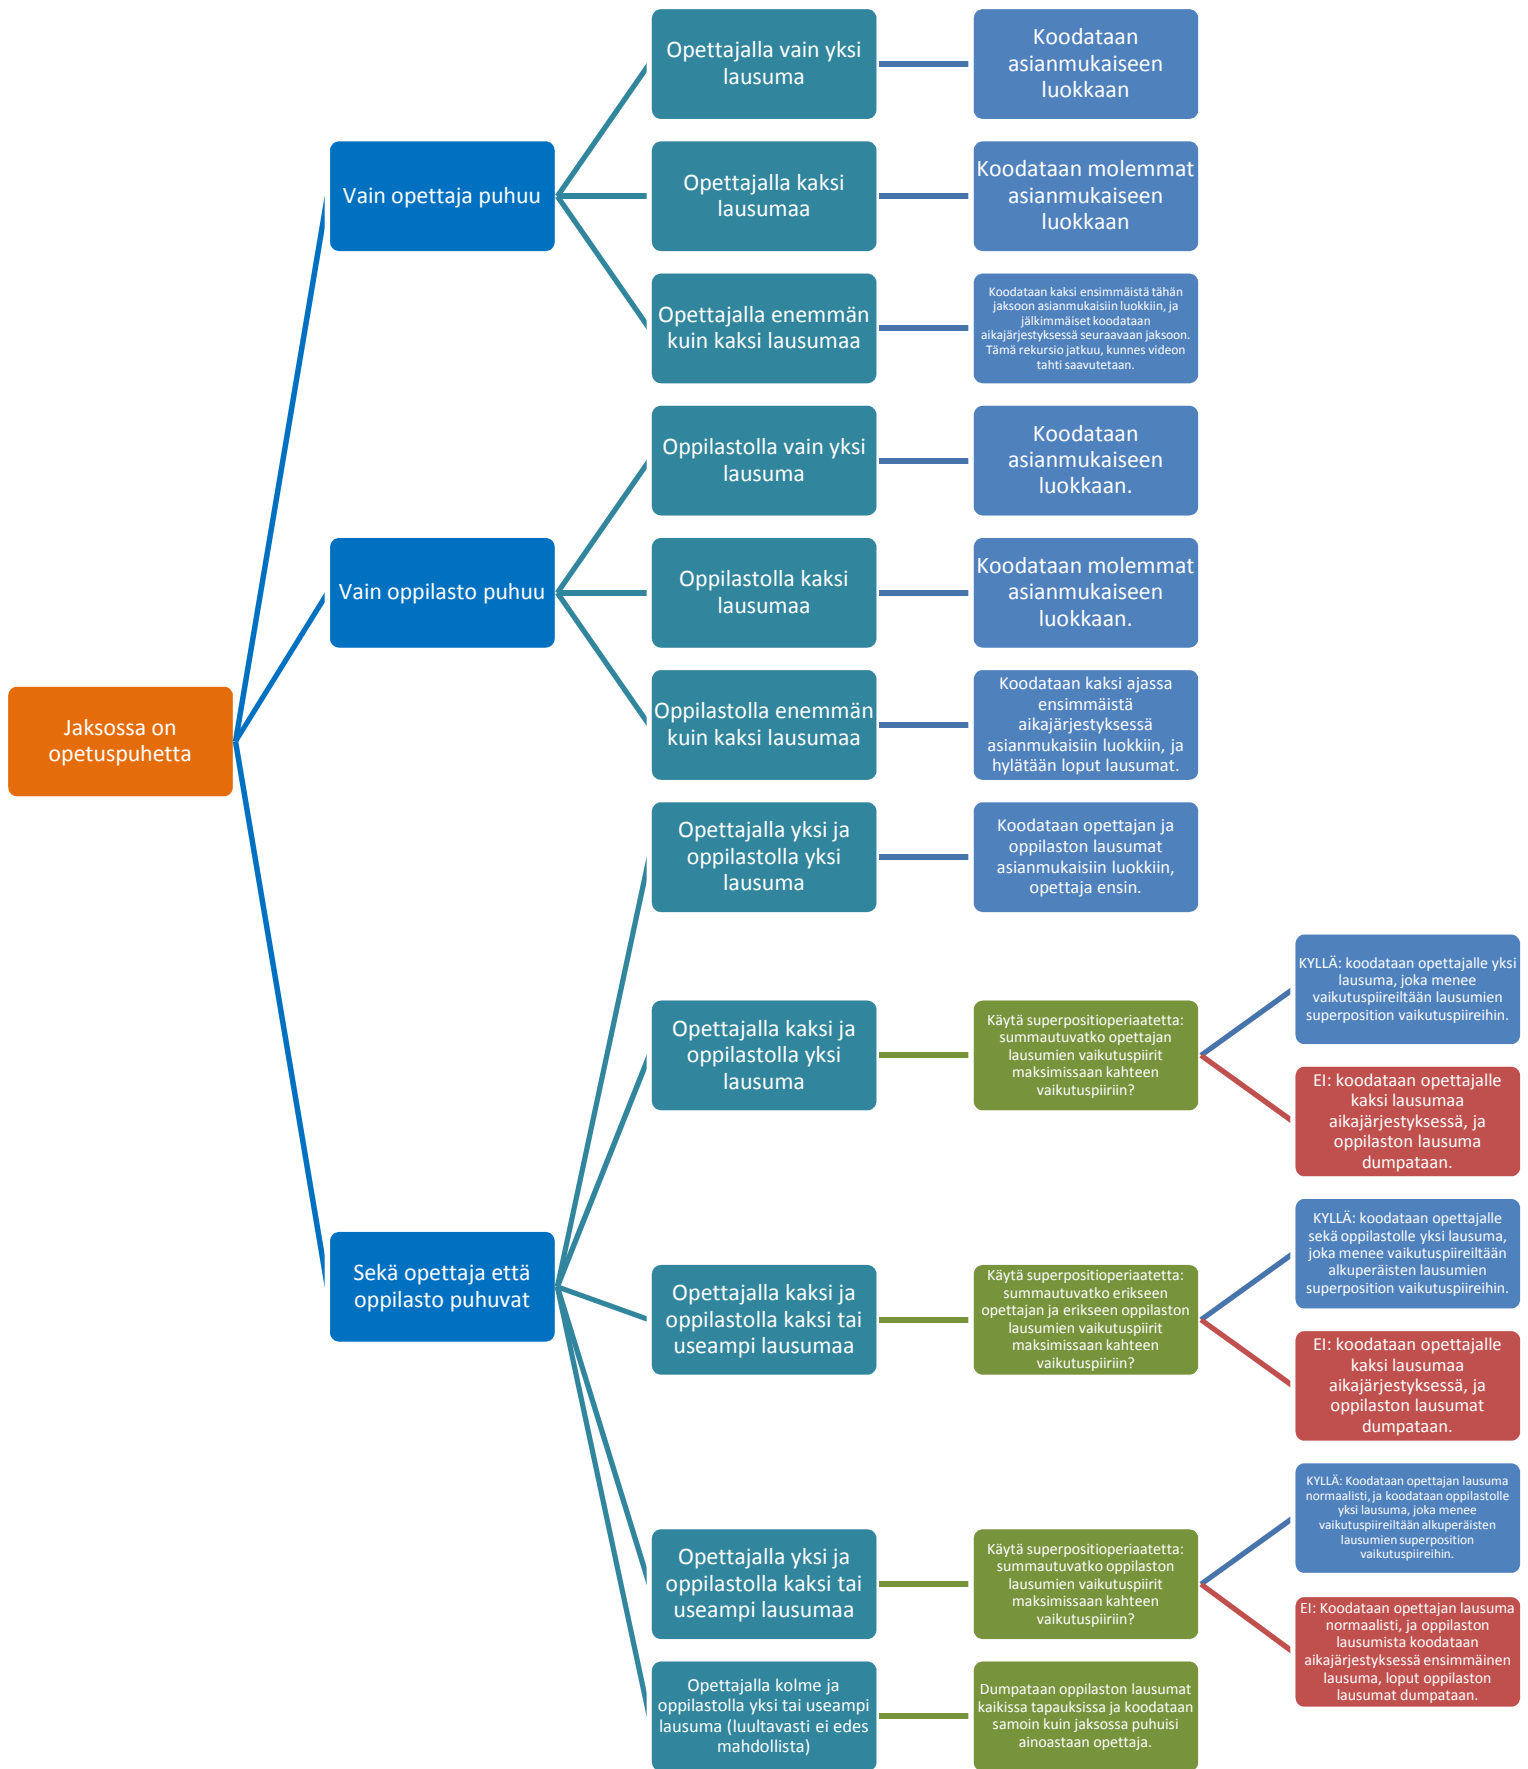 Jaksossa on
opetuspuhetta
Vain opettaja puhuu
Opettajalla vain yksi
lausuma
Koodataan
asianmukaiseen
luokkaan
Opettajalla kaksi
lausumaa
Koodataan molemmat
asianmukaiseen
luokkaan
Opettajalla enemmän
kuin kaksi lausumaa
Koodataan kaksi ensimmäistä tähän
jaksoon asianmukaisiin luokkiin, ja
jälkimmäiset koodataan
aikajärjestyksessä seuraavaan jaksoon.
Tämä rekursio jatkuu, kunnes videon
tahti saavutetaan.
Vain oppilasto puhuu
Oppilastolla vain yksi
lausuma
Koodataan
asianmukaiseen
luokkaan.
Oppilastolla kaksi
lausumaa
Koodataan molemmat
asianmukaiseen
luokkaan.
Oppilastolla enemmän
kuin kaksi lausumaa
Koodataan kaksi ajassa
ensimmäistä
aikajärjestyksessä
asianmukaisiin luokkiin, ja
hylätään loput lausumat.
Sekä opettaja että
oppilasto puhuvat
Opettajalla yksi ja
oppilastolla yksi
lausuma
Koodataan opettajan ja
oppilaston lausumat
asianmukaisiin luokkiin,
opettaja ensin.
Opettajalla kaksi ja
oppilastolla yksi
lausuma
Käytä superpositioperiaatetta:
summautuvatko opettajan
lausumien vaikutuspiirit
maksimissaan kahteen
vaikutuspiiriin?
KYLLÄ: koodataan opettajalle yksi
lausuma, joka menee
vaikutuspiireiltään lausumien
superposition vaikutuspiireihin.
EI: koodataan opettajalle
kaksi lausumaa
aikajärjestyksessä, ja
oppilaston lausuma
dumpataan.
Opettajalla kaksi ja
oppilastolla kaksi tai
useampi lausumaa
Käytä superpositioperiaatetta:
summautuvatko erikseen
opettajan ja erikseen oppilaston
lausumien vaikutuspiirit
maksimissaan kahteen
vaikutuspiiriin?
KYLLÄ: koodataan opettajalle
sekä oppilastolle yksi lausuma,
joka menee vaikutuspiireiltään
alkuperäisten lausumien
superposition vaikutuspiireihin.
EI: koodataan opettajalle
kaksi lausumaa
aikajärjestyksessä, ja
oppilaston lausumat
dumpataan.
Opettajalla yksi ja
oppilastolla kaksi tai
useampi lausumaa
Käytä superpositioperiaatetta:
summautuvatko oppilaston
lausumien vaikutuspiirit
maksimissaan kahteen
vaikutuspiiriin?
KYLLÄ: Koodataan opettajan lausuma
normaalisti, ja koodataan oppilastolle
yksi lausuma, joka menee
vaikutuspiireiltään alkuperäisten
lausumien superposition
vaikutuspiireihin.
EI: Koodataan opettajan lausuma
normaalisti, ja oppilaston
lausumista koodataan
aikajärjestyksessä ensimmäinen
lausuma, loput oppilaston
lausumat dumpataan.
Opettajalla kolme ja
oppilastolla yksi tai useampi
lausuma (luultavasti ei edes
mahdollista)
Dumpataan oppilaston lausumat
kaikissa tapauksissa ja koodataan
samoin kuin jaksossa puhuisi
ainoastaan opettaja.